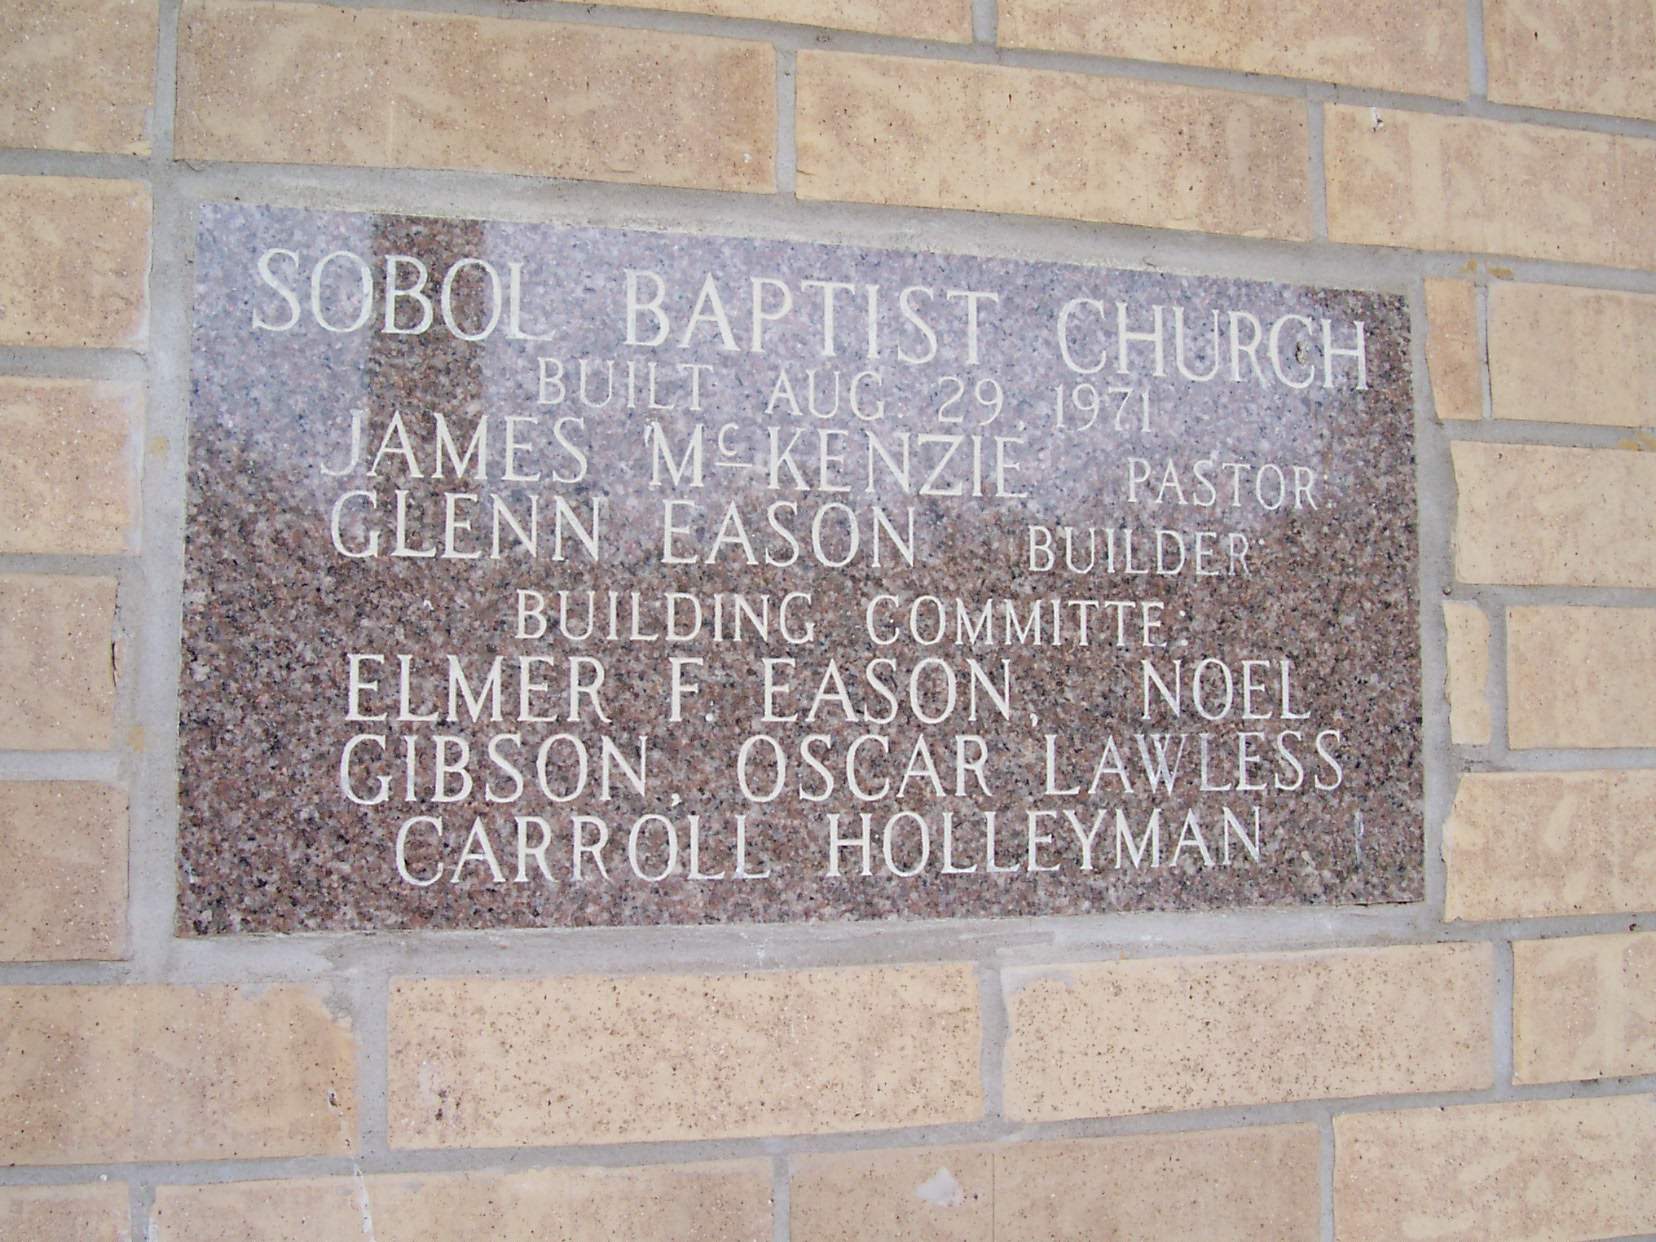 SOBOL BAPTIST CHURCH
BUILT AUG. 29, 1971
JAMES McKENZIE PASTOR
GLENN EASON BUILDER
BUILDING COMMITTE.
ELMER F. EASON, NOEL
GIBSON, OSCAR LAWLESS
CARROLL HOLLEYMAN